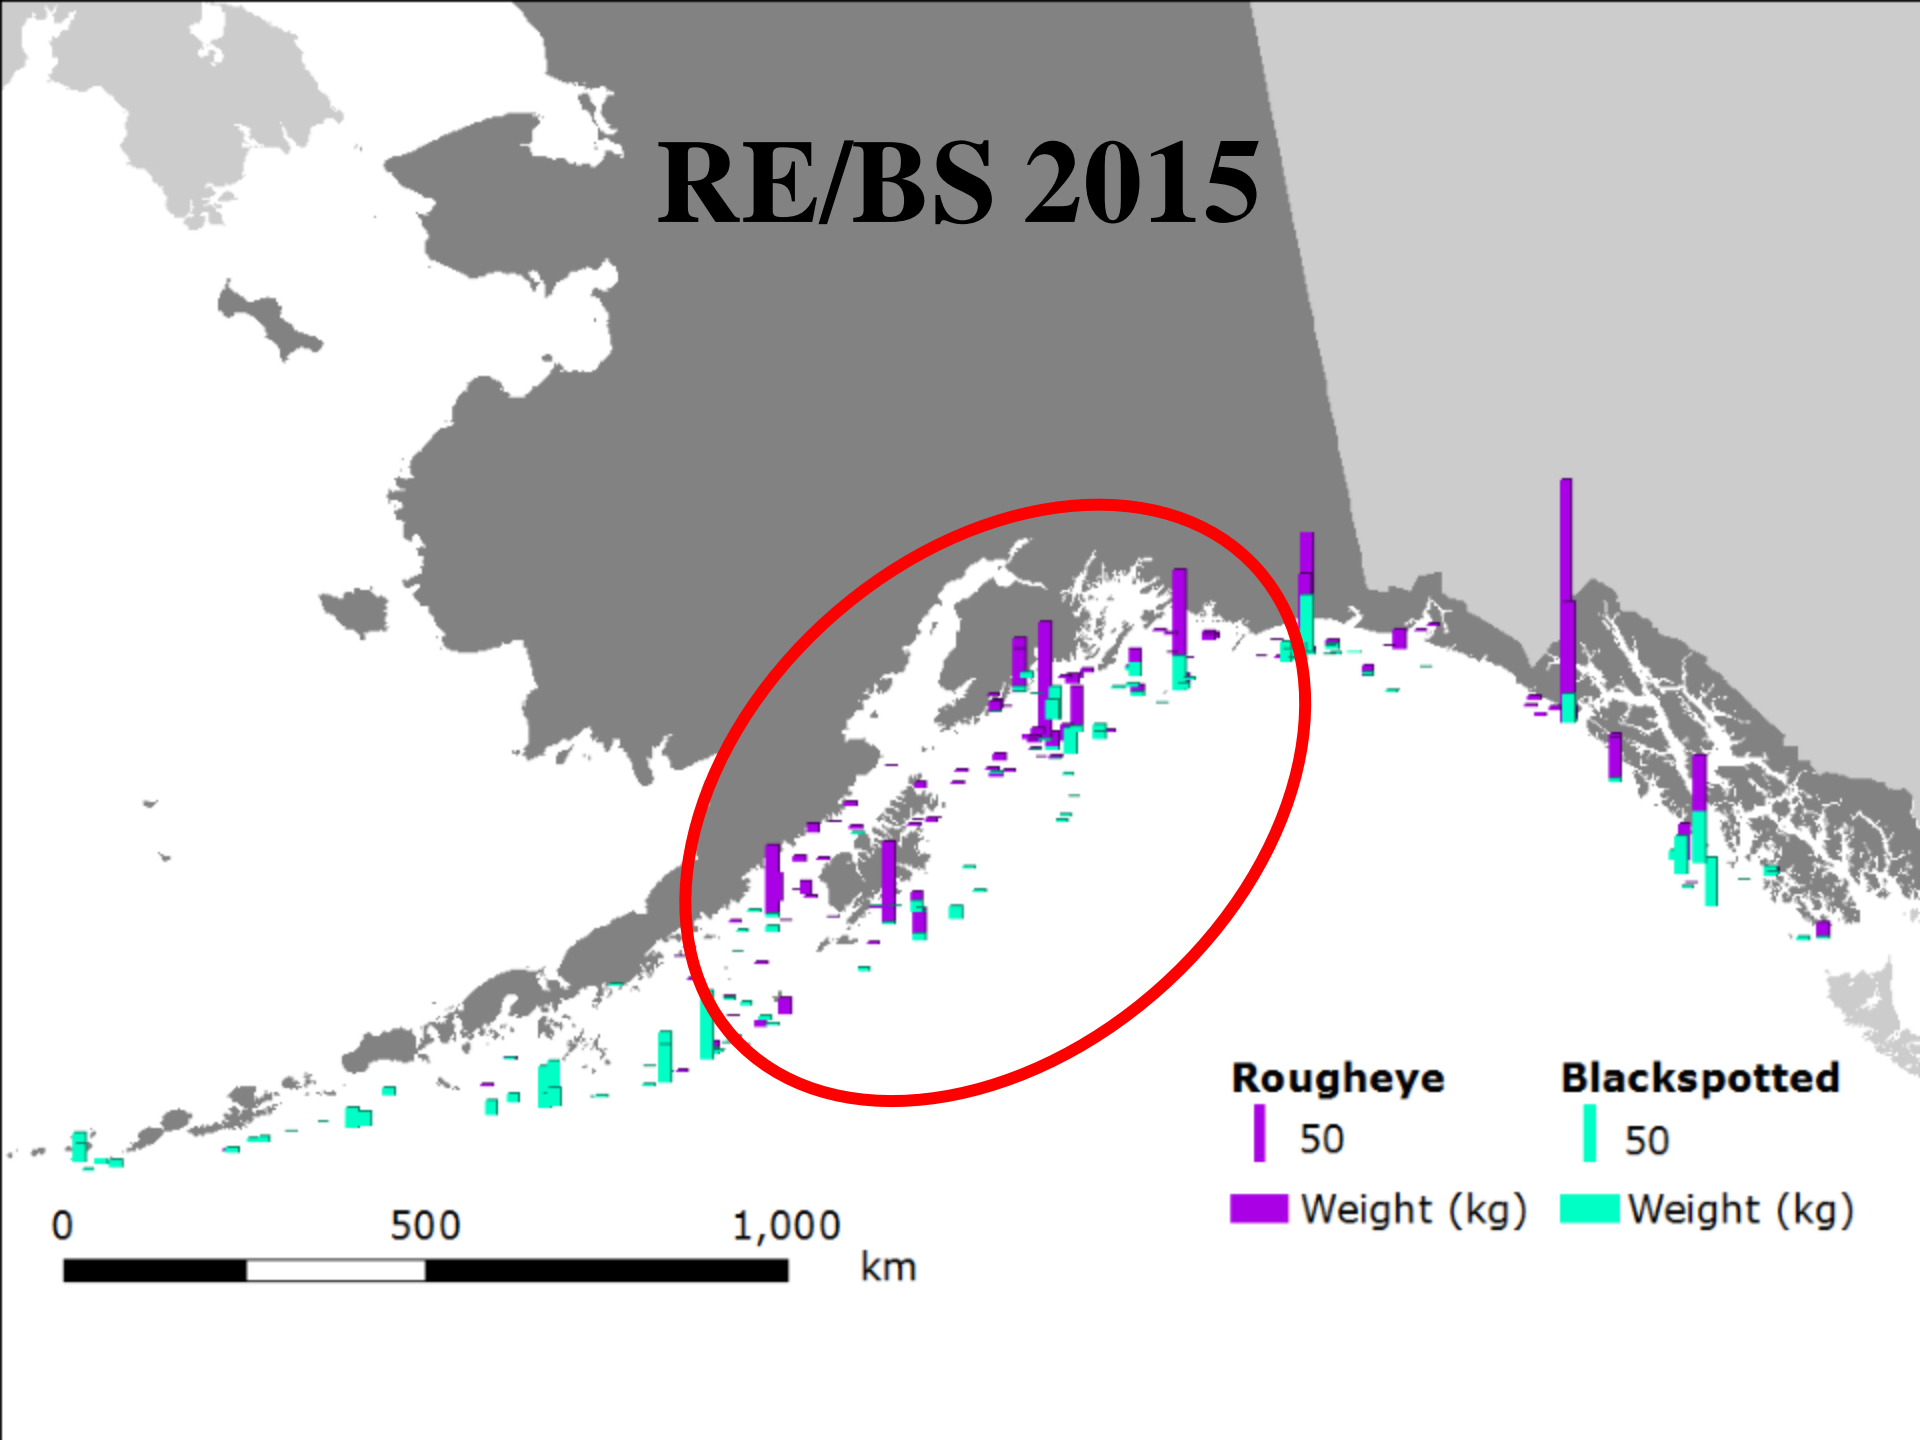 RE/BS 2015
Rougheye Blackspotted
50 50
Weight (kg) Weight (kg)
0 500 1,000
km